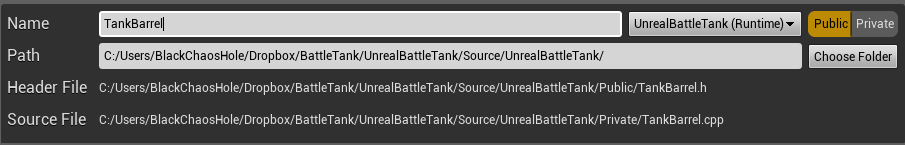 Name TankBarrel UnrealBattleTank (Runtime) Public Private
Path C:/Users/BlackChaosHole/Dropbox/BattleTank/UnrealBattleTank/Source/UnrealBattleTank/ Choose Folder
Header File C:/Users/BlackChaosHole/Dropbox/BattleTank/UnrealBattleTank/Source/UnrealBattleTank/Public/TankBarrel.h
Source File C:/Users/BlackChaosHole/Dropbox/BattleTank/UnrealBattleTank/Source/UnrealBattleTank/Private/TankBarrel.cpp